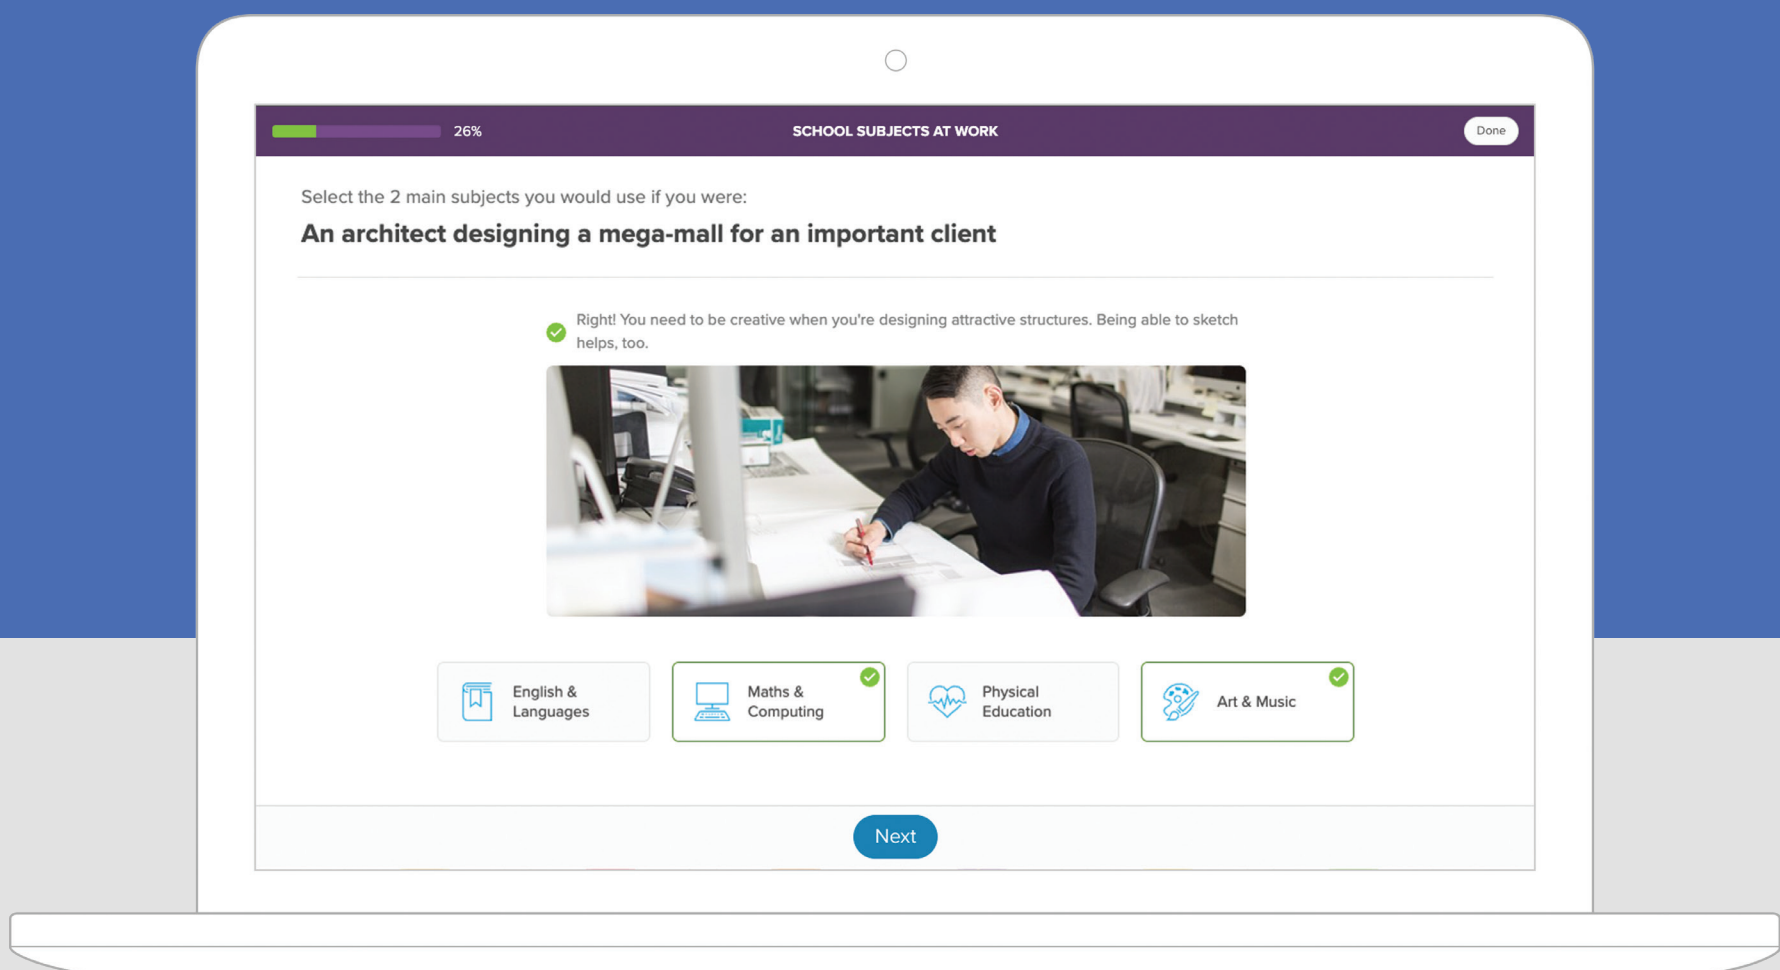 26%
SCHOOL SUBJECTS AT WORK
Done
Select the 2 main subjects you would use if you were:
An architect designing a mega-mall for an important client
Right! You need to be creative when you're designing attractive structures. Being able to sketch
helps, too.
English &
Languages
Maths &
Computing
Physical
Education
Art & Music
Next